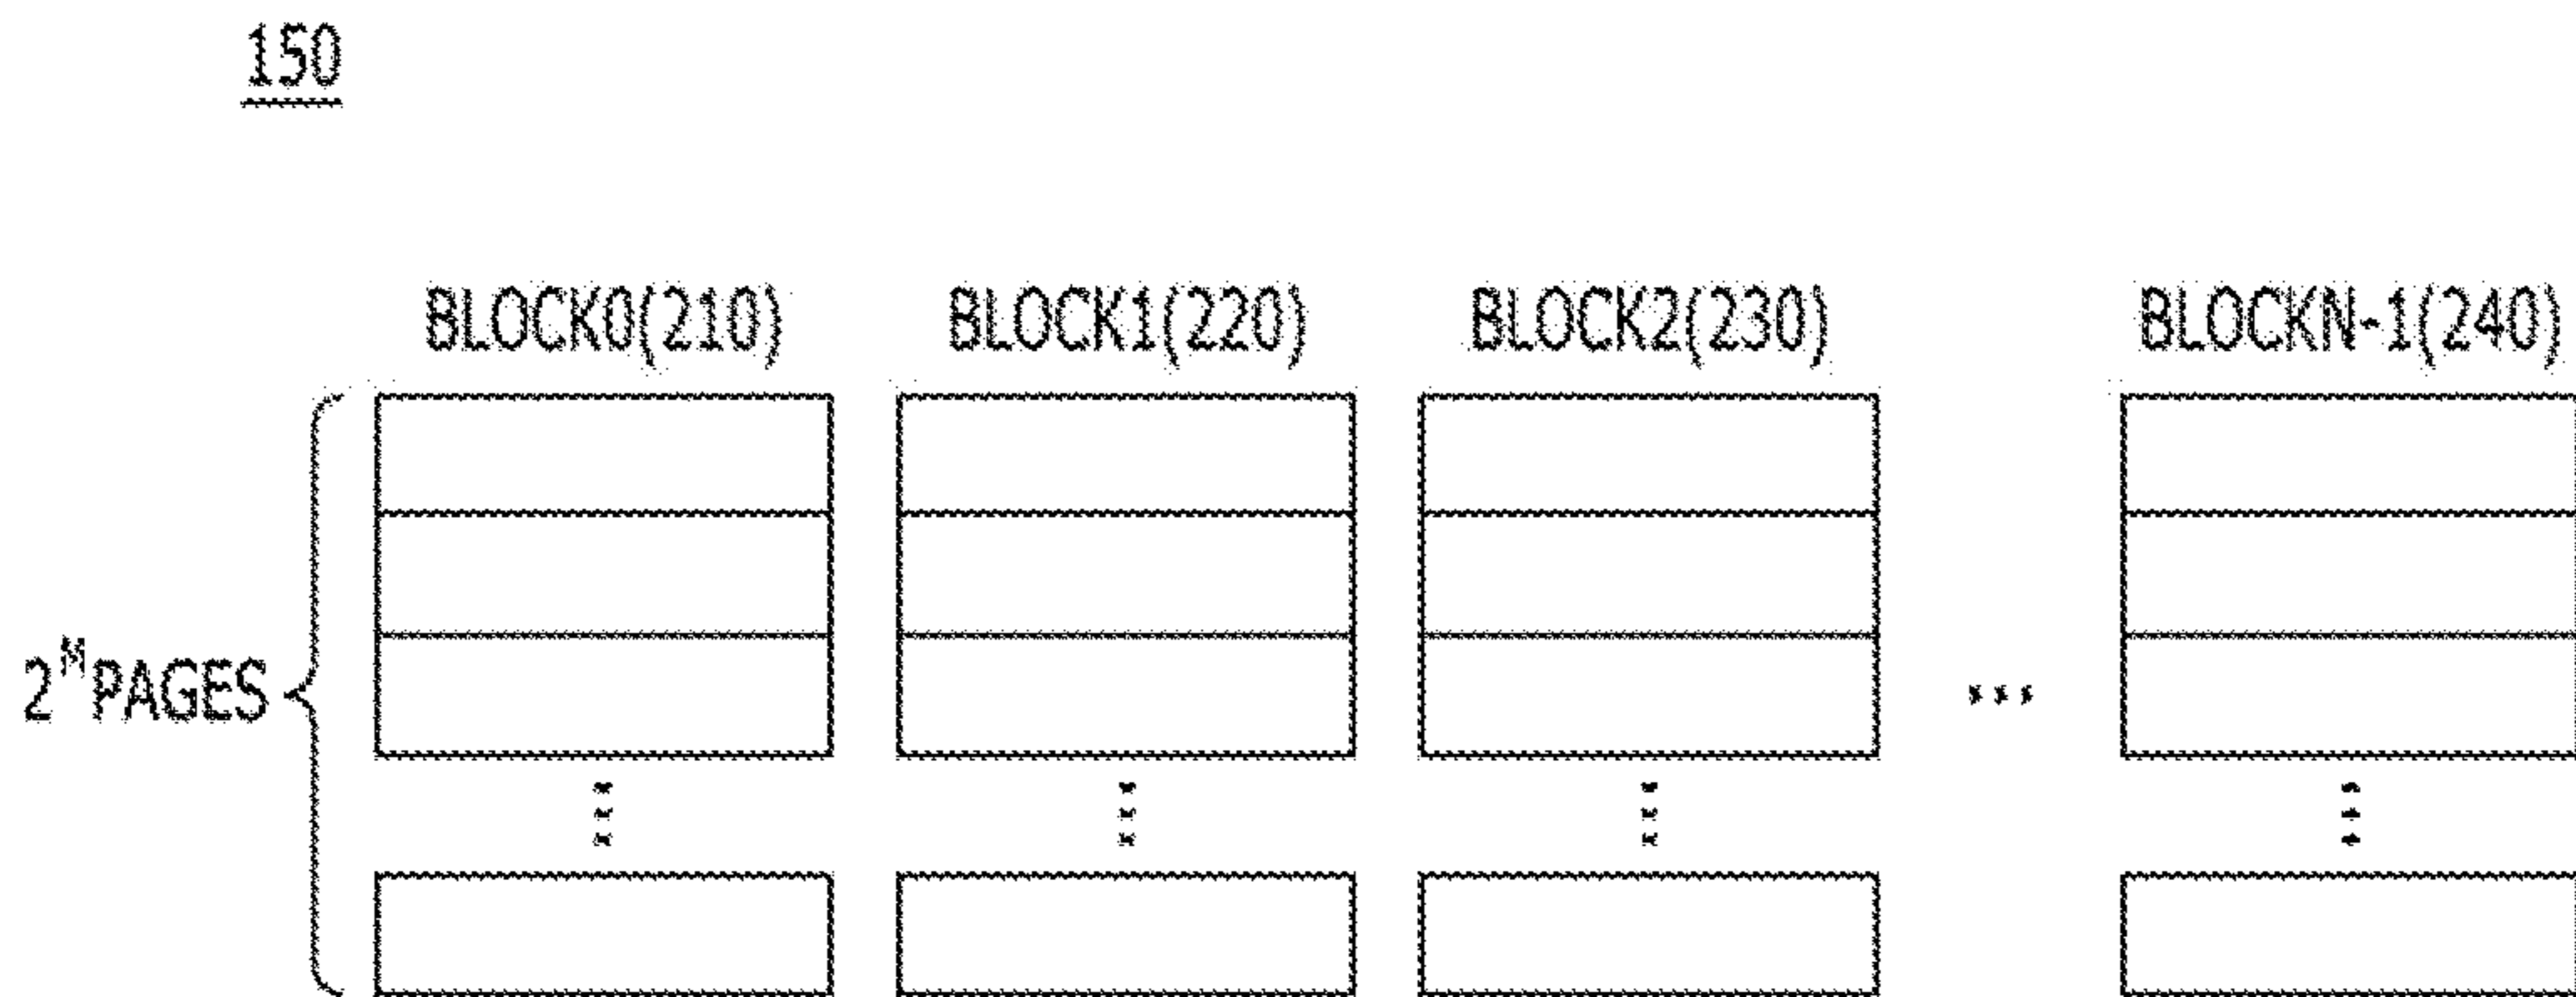 150
BLOCK0(210) BLOCK1(220) BLOCK2(230) BLOCKN-1(240)
2^M PAGES
...